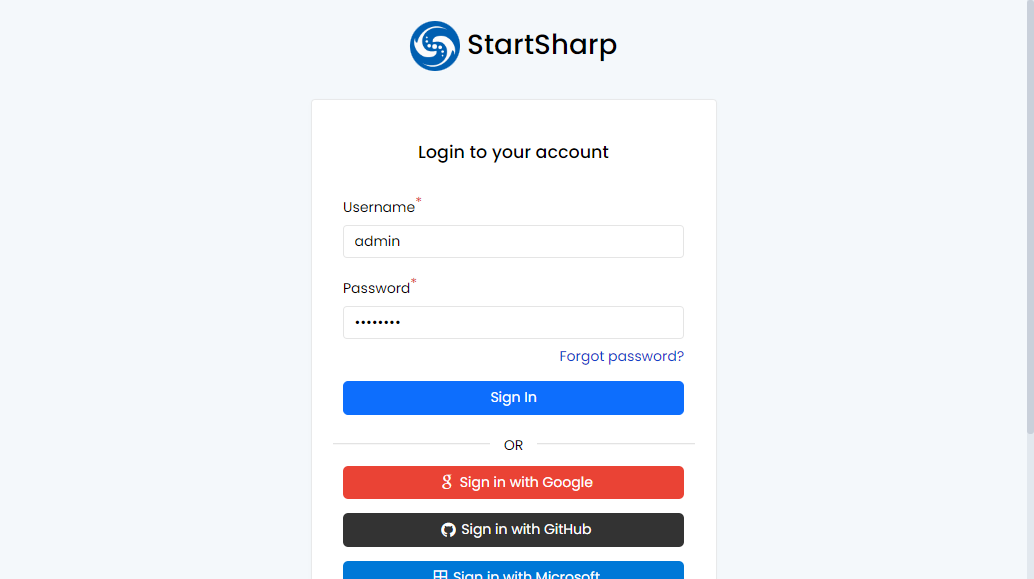 StartSharp
Login to your account
Username*
admin
Password*
••••••••
Forgot password?
Sign In
OR
Sign in with Google
Sign in with GitHub
Sign in with Microsoft